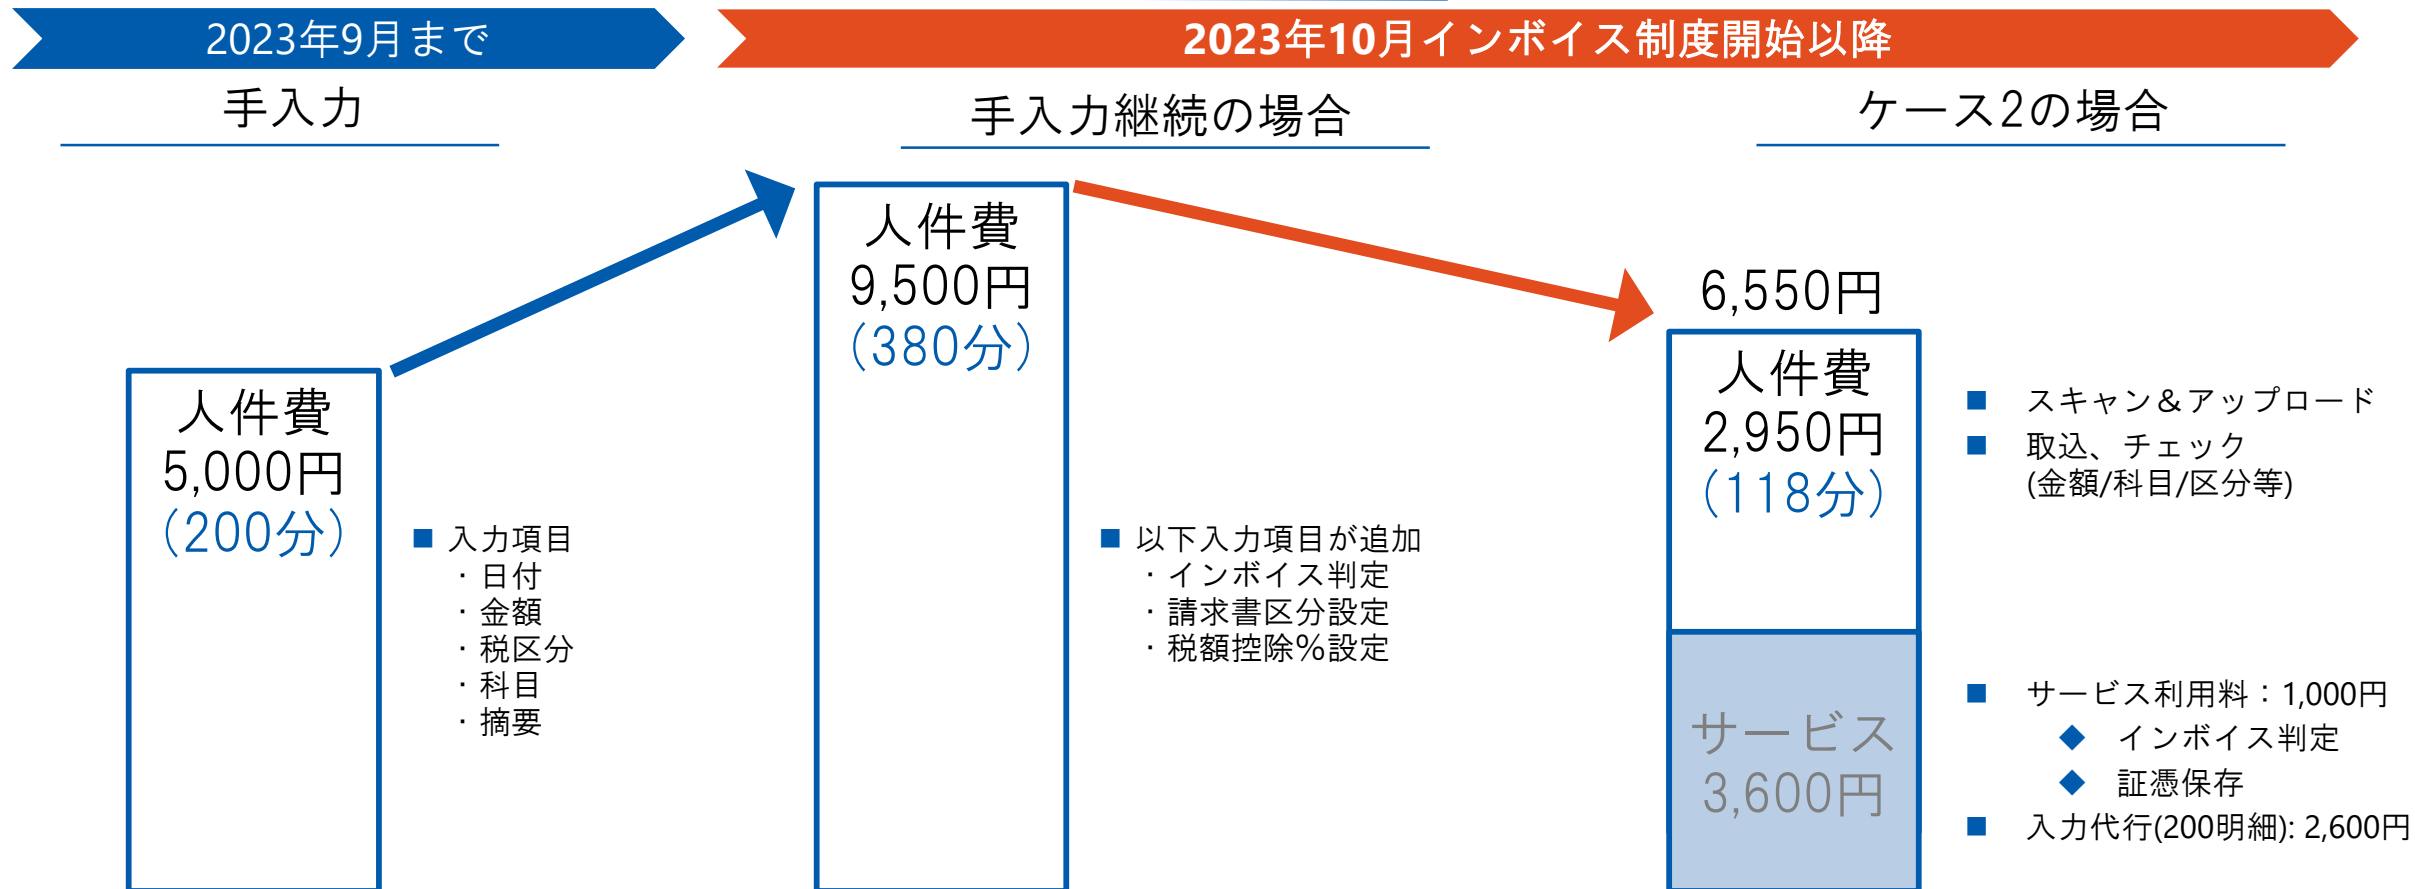 2023年9月まで
2023年10月インボイス制度開始以降
手入力
手入力継続の場合
ケース2の場合
人件費
5,000円
(200分)
■ 入力項目
・日付
・金額
・税区分
・科目
・摘要
人件費
9,500円
(380分)
■ 以下入力項目が追加
・インボイス判定
・請求書区分設定
・税額控除%設定
6,550円
人件費
2,950円
(118分)
サービス
3,600円
■ スキャン＆アップロード
■ 取込、チェック
(金額/科目/区分等)
■ サービス利用料：1,000円
◆ インボイス判定
◆ 証憑保存
■ 入力代行(200明細): 2,600円